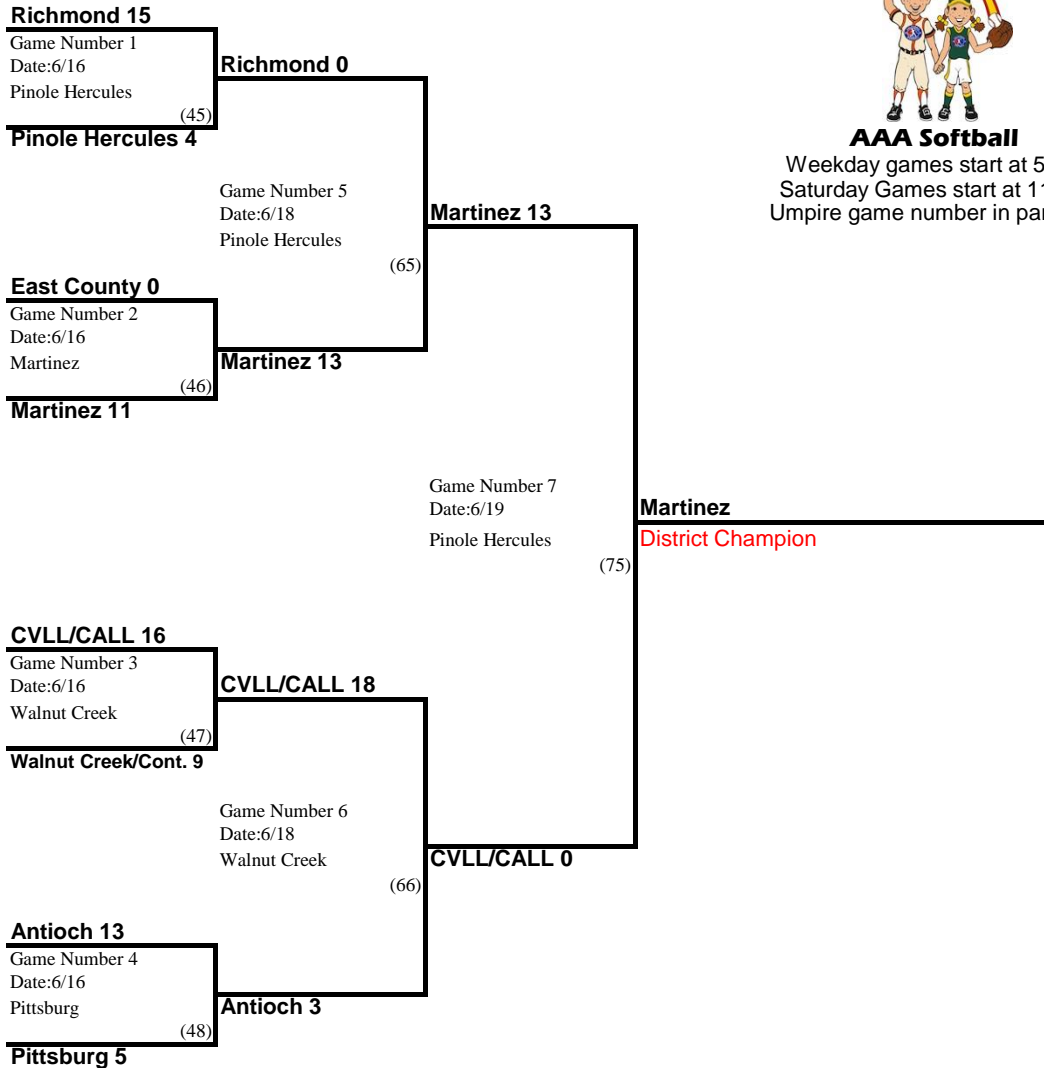 Richmond 15
Game Number 1
Date:6/16
Pinole Hercules
(45)
Pinole Hercules 4
Richmond 0
Game Number 5
Date:6/18
Pinole Hercules
(65)
East County 0
Game Number 2
Date:6/16
Martinez
(46)
Martinez 11
Martinez 13
Martinez 13
AAA Softball
Weekday games start at 5
Saturday Games start at 1
Umpire game number in
Game Number 7
Date:6/19
Pinole Hercules
(75)
Martinez
District Champion
CVLL/CALL 16
Game Number 3
Date:6/16
Walnut Creek
(47)
Walnut Creek/Cont. 9
CVLL/CALL 18
Game Number 6
Date:6/18
Walnut Creek
(66)
CVLL/CALL 0
Antioch 13
Game Number 4
Date:6/16
Pittsburg
(48)
Pittsburg 5
Antioch 3